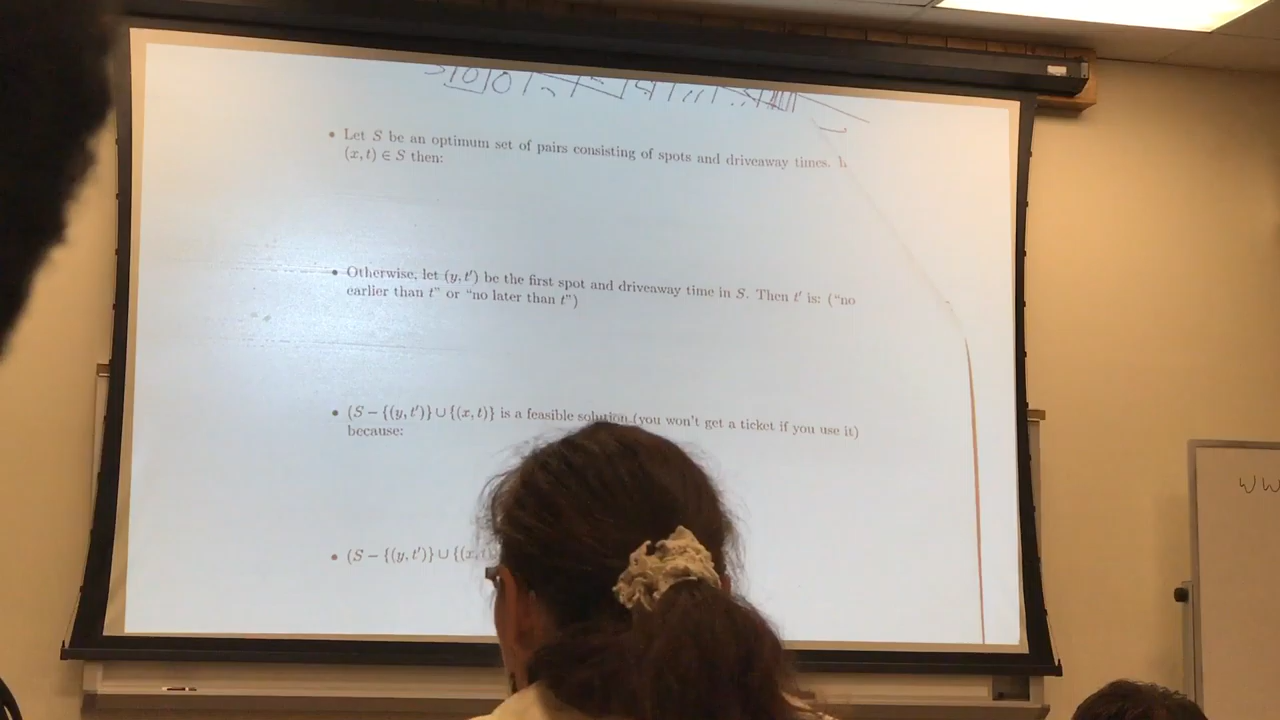 • Let S be an optimum set of pairs consisting of spots and driveaway times.
(x, t) ∈ S then:
• Otherwise, let (y, t′) be the first spot and driveaway time in S. Then t′ is: ("no
earlier than t" or "no later than t")
• (S − {(y, t′)} ∪ {(x, t)} is a feasible solution (you won't get a ticket if you use it)
because:
• (S − {(y, t′)} ∪ {(x, t